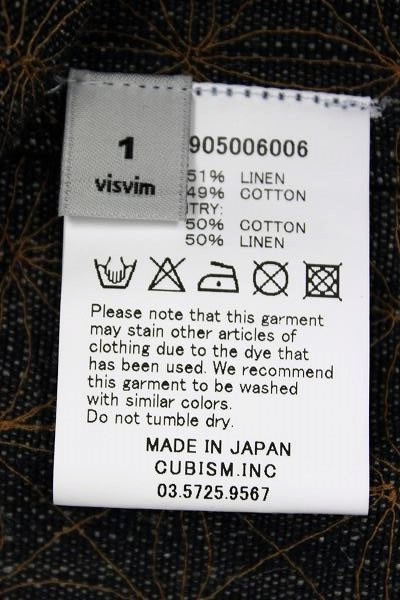 1
visvim
905006006
51% LINEN
49% COTTON
TRY:
50% COTTON
50% LINEN
Please note that this garment
may stain other articles of
clothing due to the dye that
has been used. We recommend
this garment to be washed
with similar colors.
Do not tumble dry.
MADE IN JAPAN
CUBISM.INC
03.5725.9567